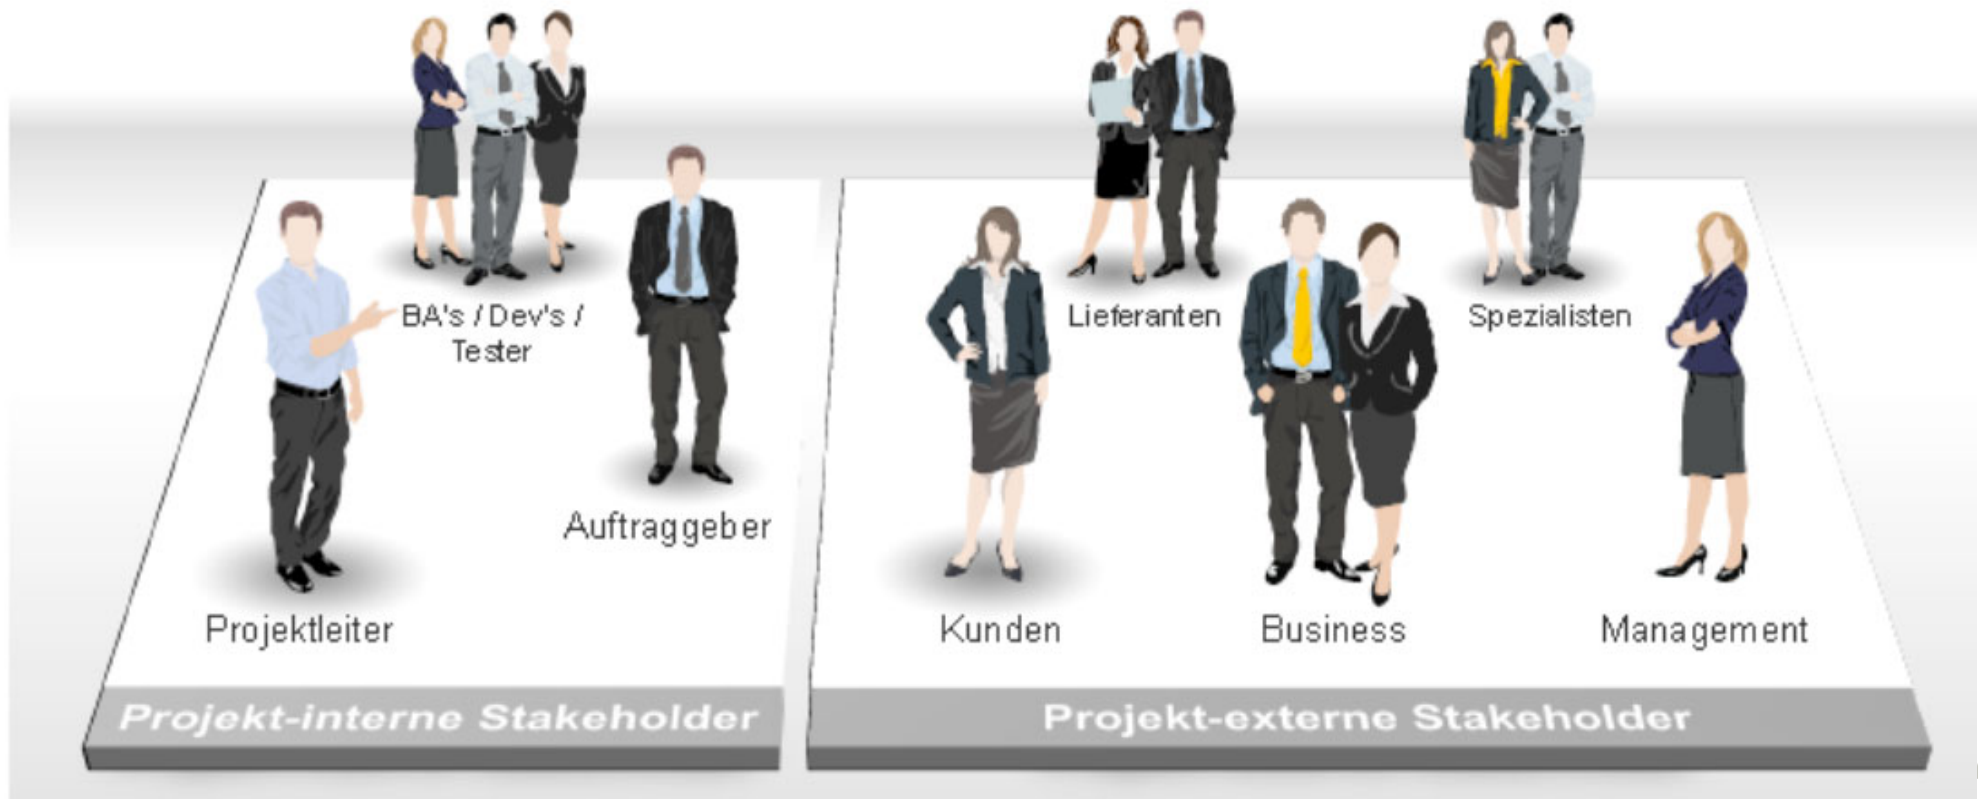 BA's / Dev's /
Tester
Auftraggeber
Projektleiter
Projekt-interne Stakeholder
Lieferanten
Spezialisten
Kunden
Business
Management
Projekt-externe Stakeholder